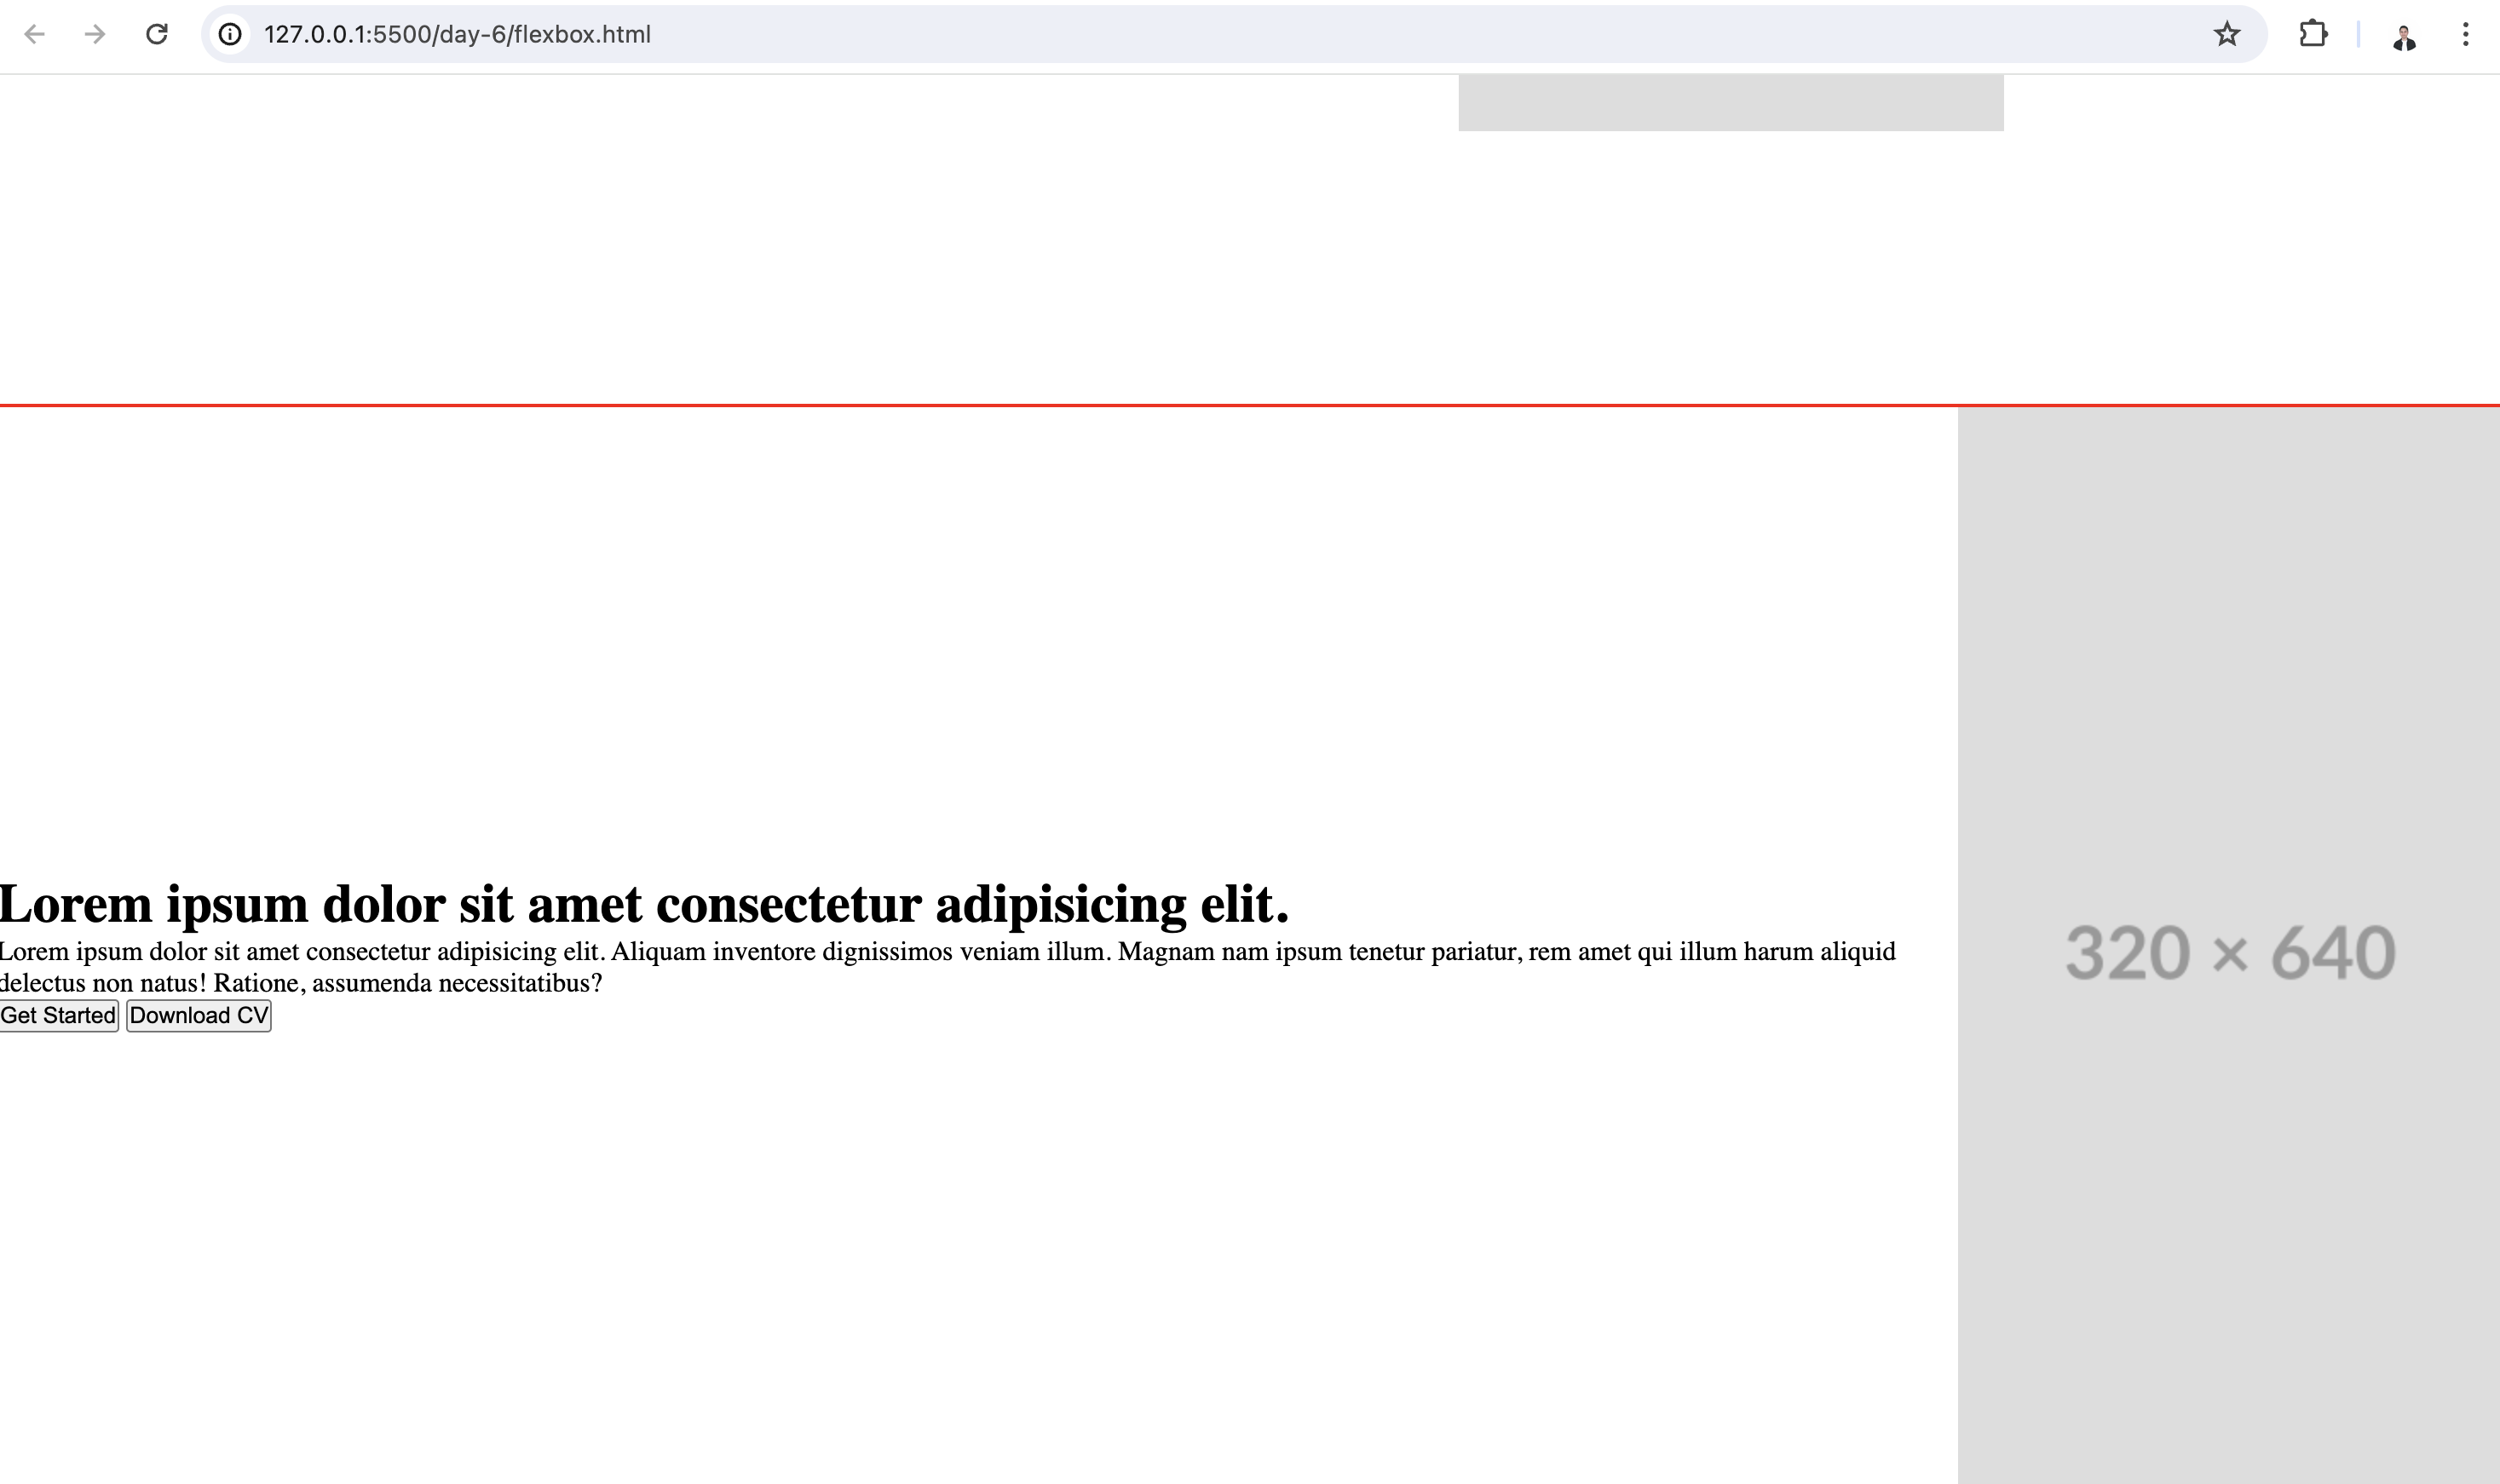 127.0.0.1:5500/day-6/flexbox.html
Lorem ipsum dolor sit amet consectetur adipisicing elit.
Lorem ipsum dolor sit amet consectetur adipisicing elit. Aliquam inventore dignissimos veniam illum. Magnam nam ipsum tenetur pariatur, rem amet qui illum harum aliquid
delectus non natus! Ratione, assumenda necessitatibus?
Get Started Download CV
320 × 640